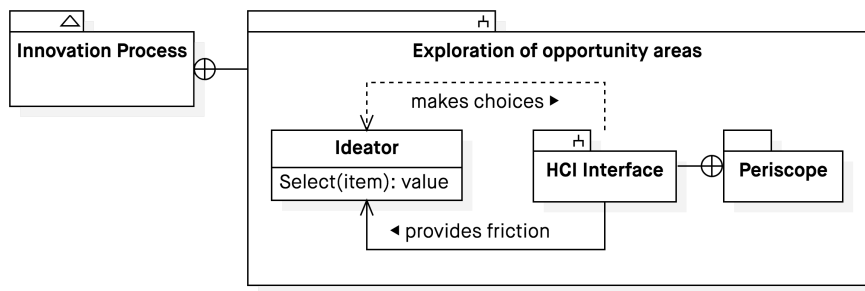 Innovation Process
Exploration of opportunity areas
makes choices ▶
Ideator
Select(item): value
HCI Interface
Periscope
◀ provides friction